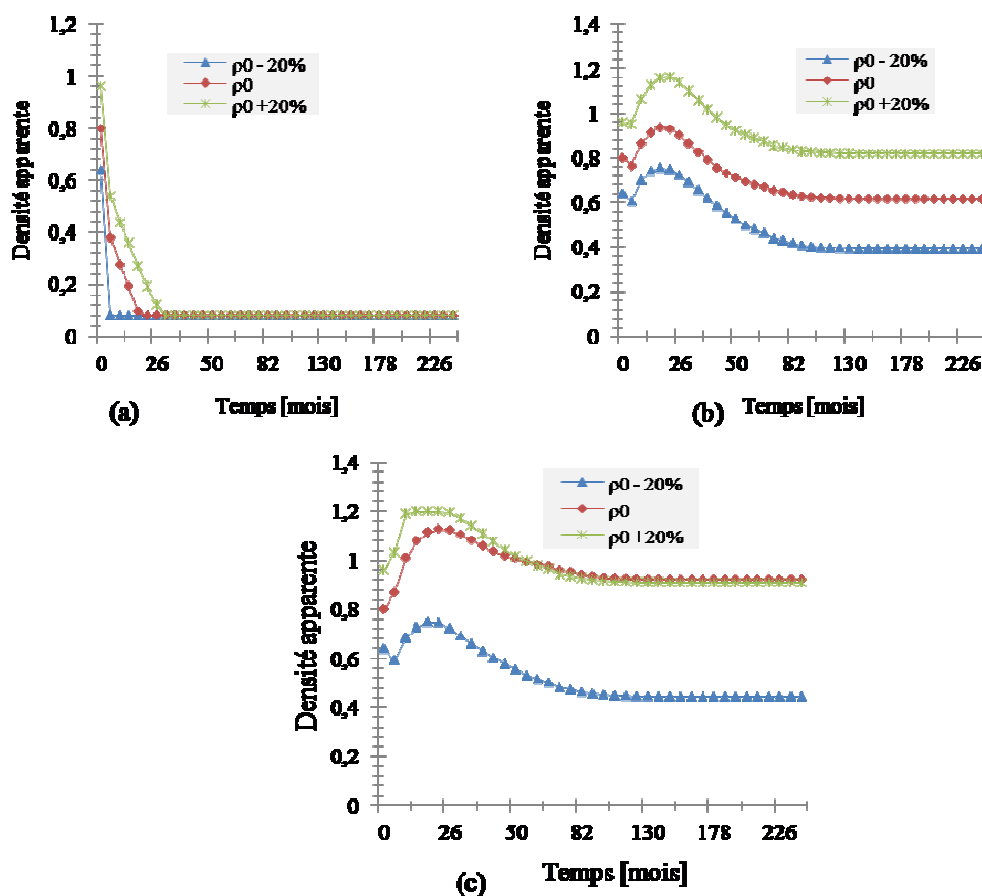 1,2
1
0,8
0,6
0,4
0,2
0
Densité apparente
ρ0 - 20%
ρ0
ρ0 +20%
0 26 50 82 130 178 226
(a)
Temps [mois]
1,4
1,2
1
0,8
0,6
0,4
0,2
0
Densité apparente
ρ0 - 20%
ρ0
ρ0 +20%
0 26 50 82 130 178 226
(b)
Temps [mois]
1,4
1,2
1
0,8
0,6
0,4
0,2
0
Densité apparente
ρ0 - 20%
ρ0
ρ0 +20%
0 26 50 82 130 178 226
(c)
Temps [mois]